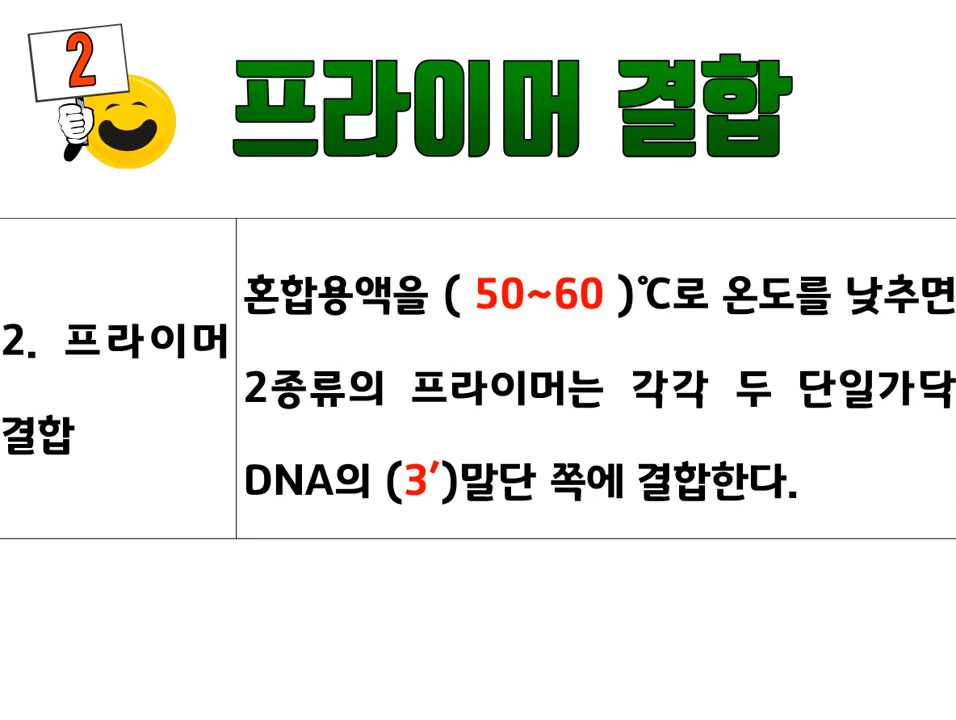 2
프라이머 결합
2. 프라이머
결합
혼합용액을 ( 50~60 )℃로 온도를 낮추면
2종류의 프라이머는 각각 두 단일가닥
DNA의 (3′)말단 쪽에 결합한다.